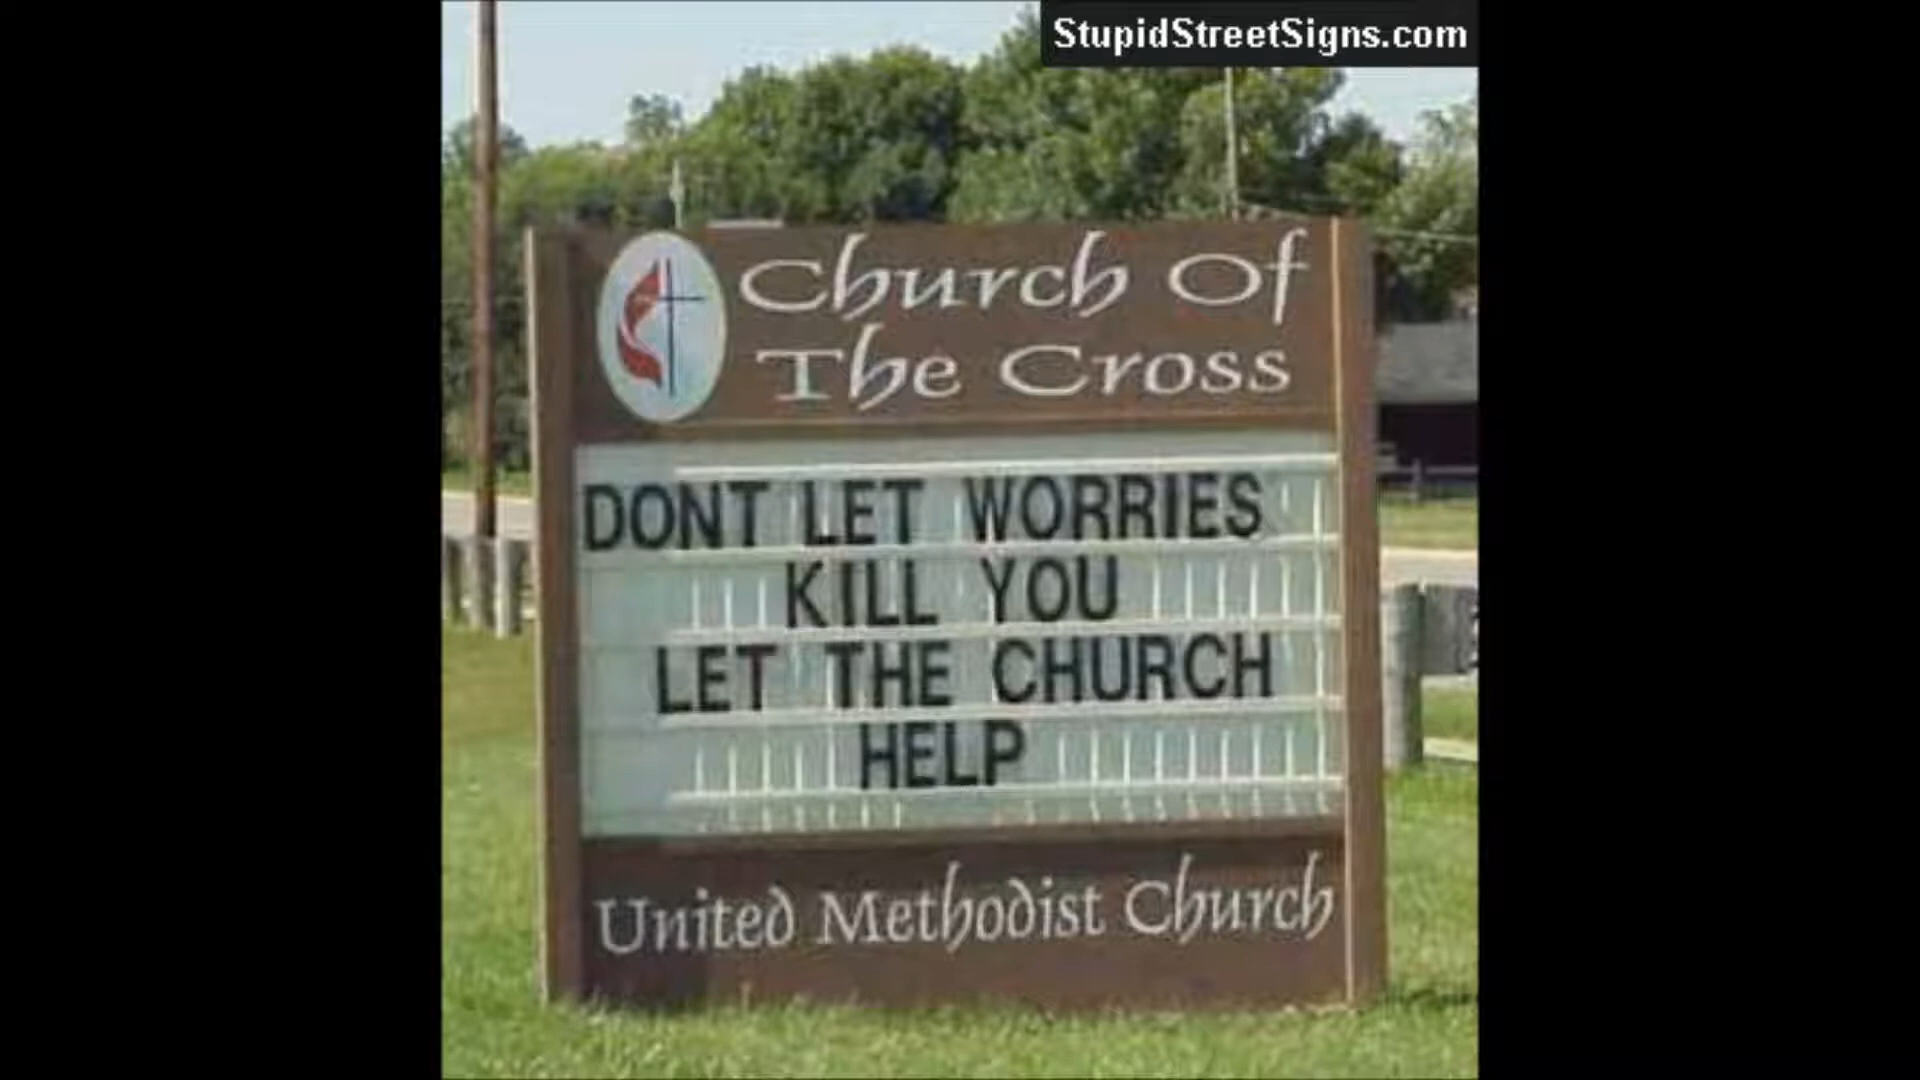 StupidStreetSigns.com
Church Of
The Cross
DONT LET WORRIES
KILL YOU
LET THE CHURCH
HELP
United Methodist Church